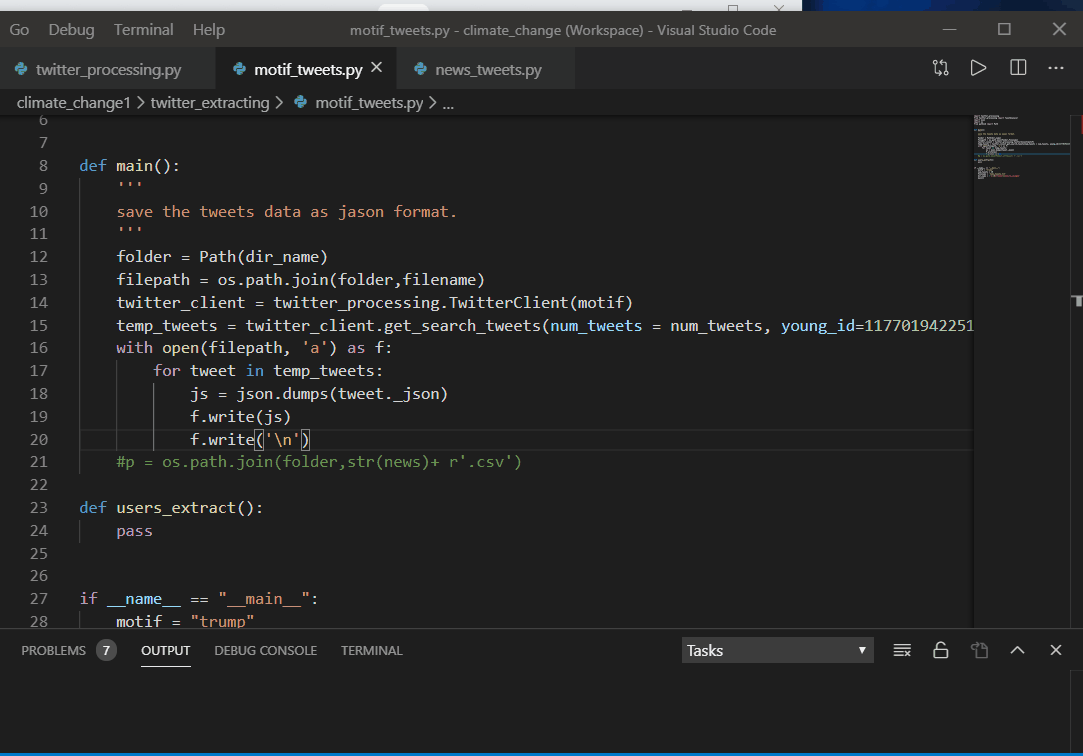 Go Debug Terminal Help motif_tweets.py - climate_change (Workspace) - Visual Studio Code
twitter_processing.py motif_tweets.py news_tweets.py
climate_change1 > twitter_extracting > motif_tweets.py > ...
6
7
8 def main():
9 '''
10 save the tweets data as jason format.
11 '''
12 folder = Path(dir_name)
13 filepath = os.path.join(folder,filename)
14 twitter_client = twitter_processing.TwitterClient(motif)
15 temp_tweets = twitter_client.get_search_tweets(num_tweets = num_tweets, young_id=117701942251
16 with open(filepath, 'a') as f:
17 for tweet in temp_tweets:
18 js = json.dumps(tweet._json)
19 f.write(js)
20 f.write('\n')
21 #p = os.path.join(folder,str(news)+ r'.csv')
22
23 def users_extract():
24 pass
25
26
27 if __name__ == "__main__":
28 motif = "trump"
PROBLEMS 7 OUTPUT DEBUG CONSOLE TERMINAL Tasks